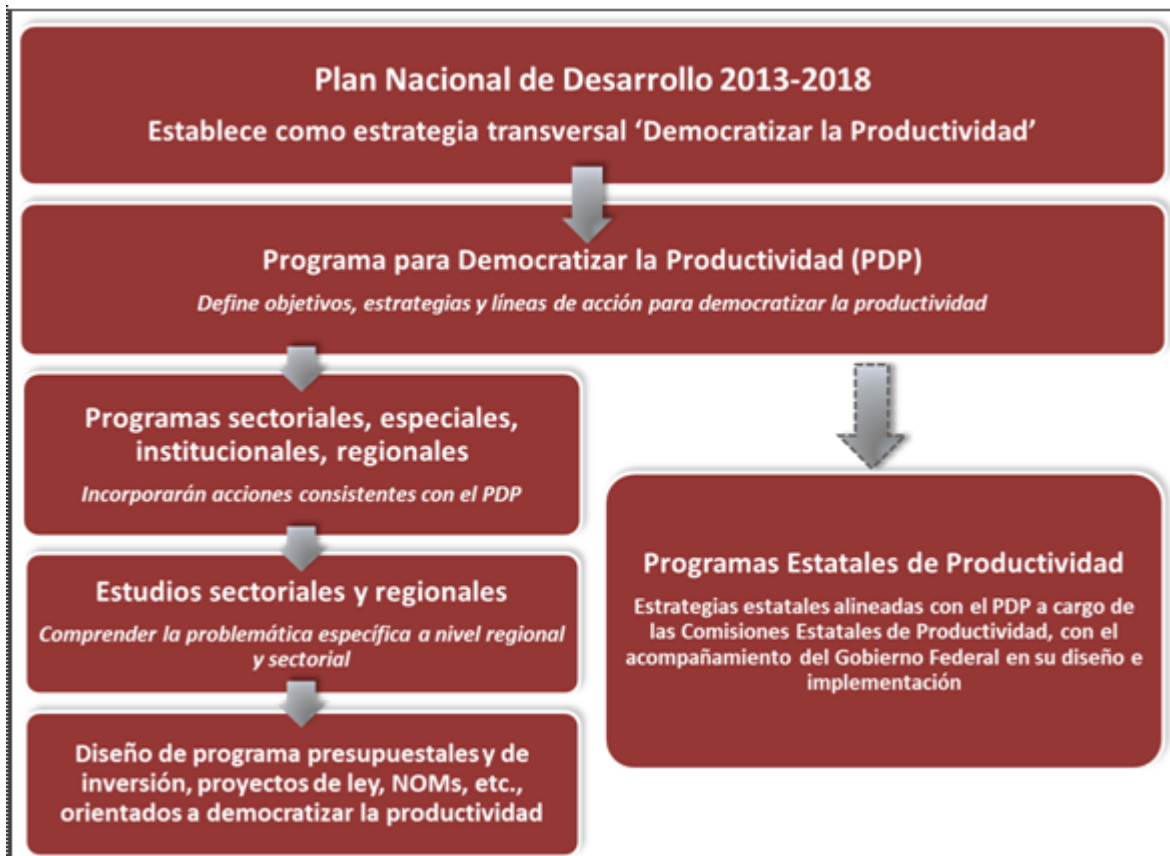 Plan Nacional de Desarrollo 2013-2018
Establece como estrategia transversal ‘Democratizar la Productividad’
Programa para Democratizar la Productividad (PDP)
Define objetivos, estrategias y líneas de acción para democratizar la productividad
Programas sectoriales, especiales,
institucionales, regionales
Incorporarán acciones consistentes con el PDP
Estudios sectoriales y regionales
Comprender la problemática específica a nivel regional
y sectorial
Diseño de programa presupuestales y de
inversión, proyectos de ley, NOMs, etc.,
orientados a democratizar la productividad
Programas Estatales de Productividad
Estrategias estatales alineadas con el PDP a cargo de
las Comisiones Estatales de Productividad, con el
acompañamiento del Gobierno Federal en su diseño e
implementación